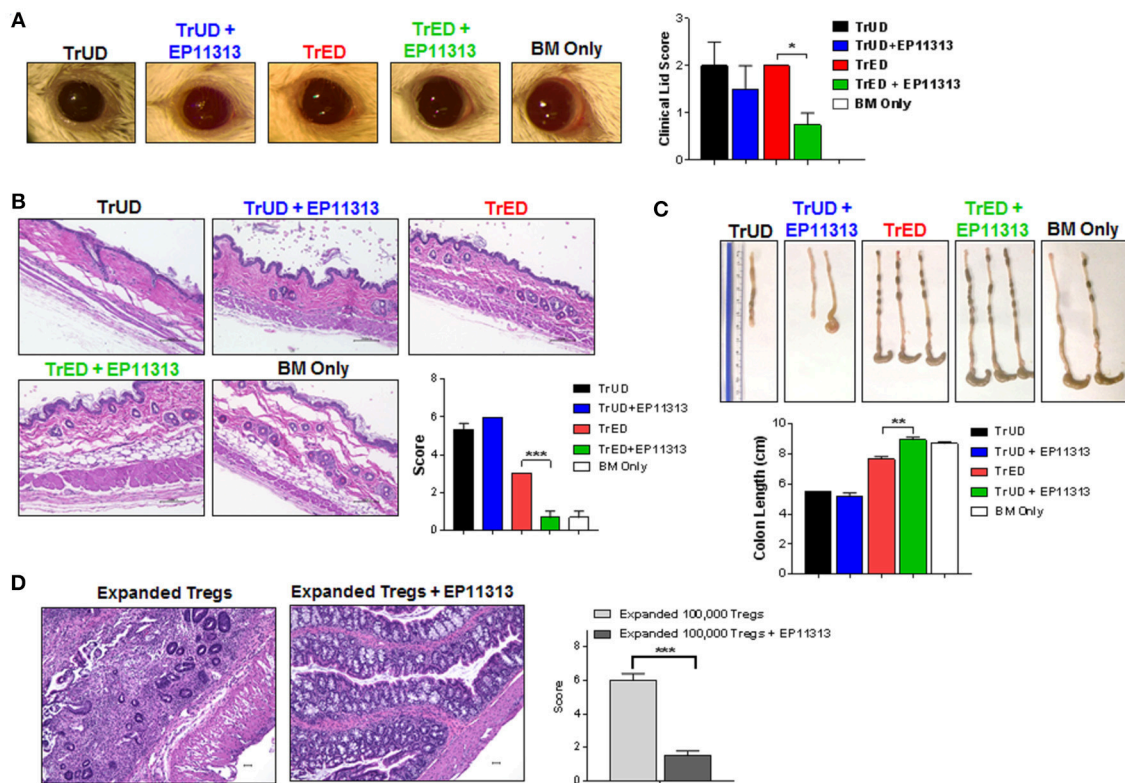 A
TrUD
TrUD +
EP11313
TrED
TrED +
EP11313
BM Only
Clinical Lid Score
3
2
1
0
*
TrUD
TrUD+EP11313
TrED
TrED + EP11313
BM Only
B
TrUD
TrUD + EP11313
TrED
TrED + EP11313
BM Only
Score
8
6
4
2
0
***
TrUD
TrUD+EP11313
TrED
TrED+EP11313
BM Only
C
TrUD
TrUD +
EP11313
TrED
TrED +
EP11313
BM Only
Colon Length (cm)
10
8
6
4
2
0
**
TrUD
TrUD + EP11313
TrED
TrUD + EP11313
BM Only
D
Expanded Tregs
Expanded Tregs + EP11313
Expanded 100,000 Tregs
Expanded 100,000 Tregs + EP11313
Score
6
4
2
0
***